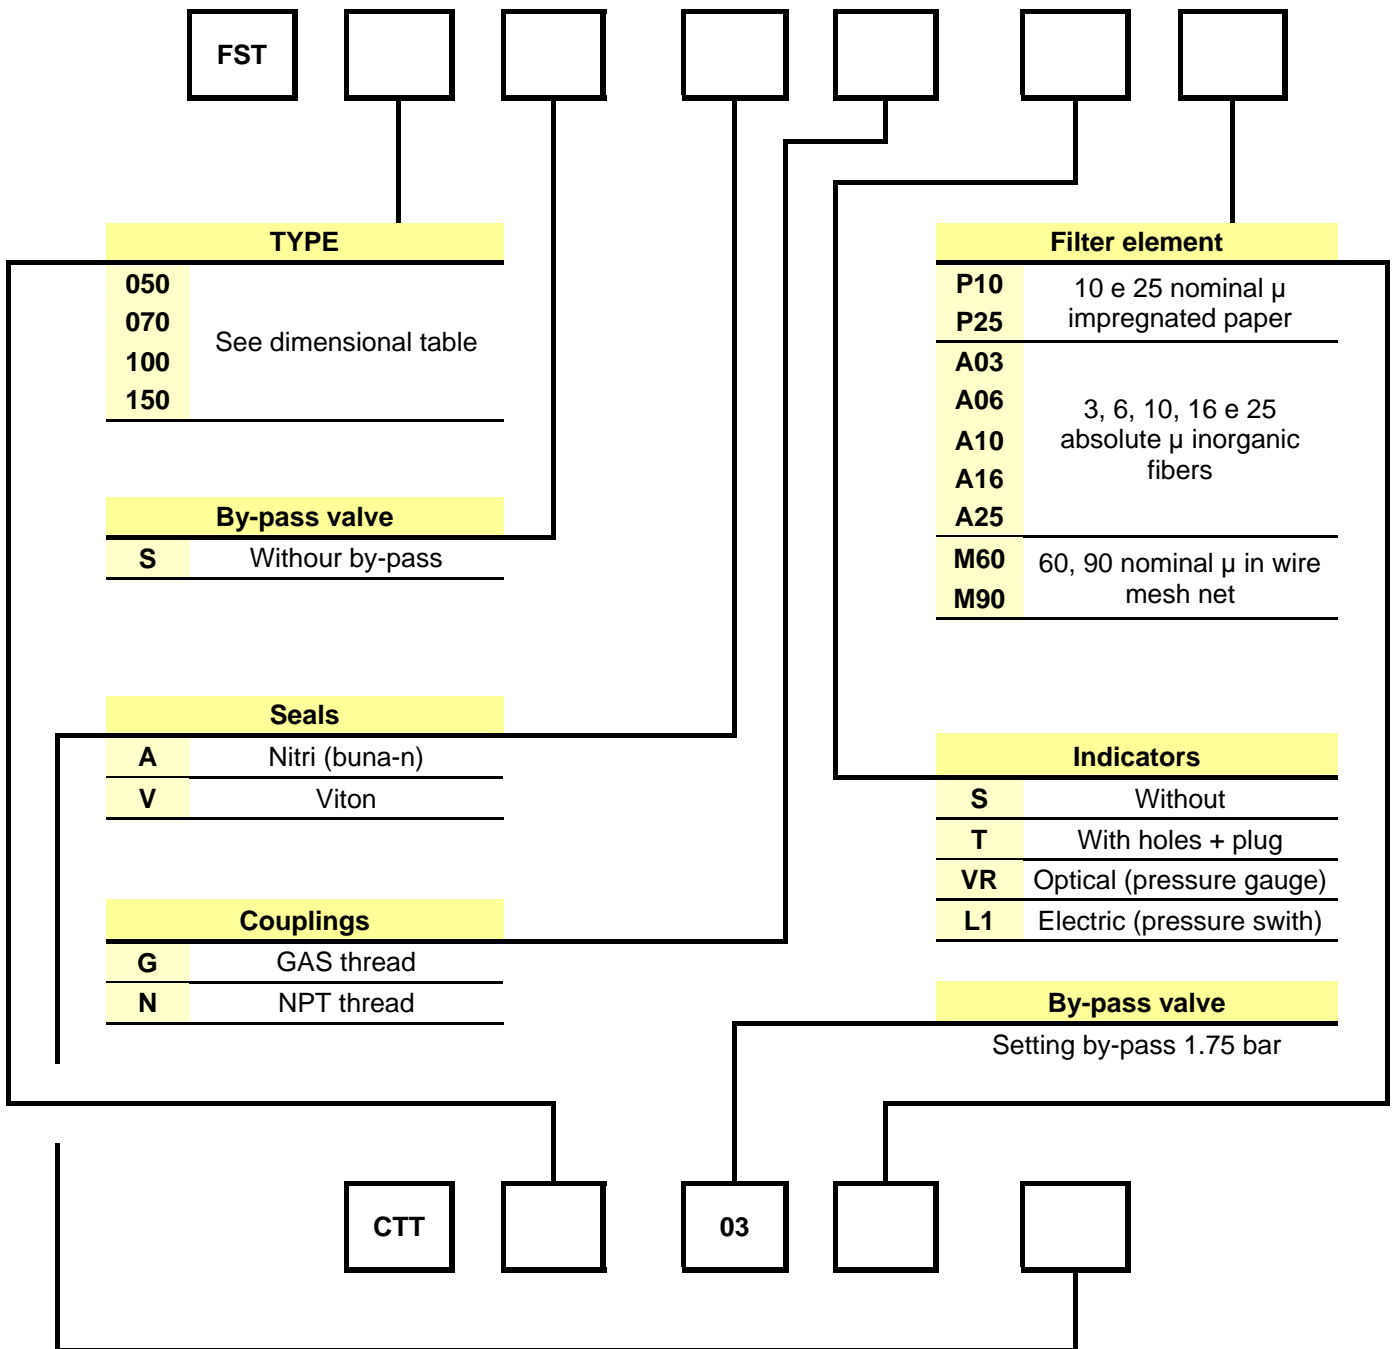 FST
TYPE
050
070
100
150
See dimensional table
By-pass valve
S Withour by-pass
Seals
A Nitri (buna-n)
V Viton
Couplings
G GAS thread
N NPT thread
Filter element
P10
P25
10 e 25 nominal µ
impregnated paper
A03
A06
A10
A16
A25
3, 6, 10, 16 e 25
absolute µ inorganic
fibers
M60
M90
60, 90 nominal µ in wire
mesh net
Indicators
S Without
T With holes + plug
VR Optical (pressure gauge)
L1 Electric (pressure swith)
By-pass valve
Setting by-pass 1.75 bar
CTT 03